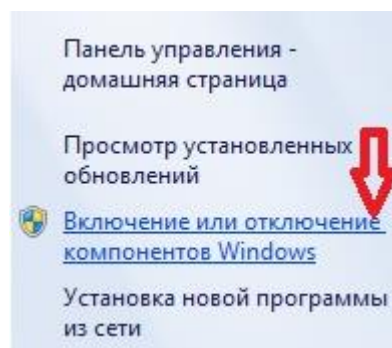 Панель управления -
домашняя страница
Просмотр установленных
обновлений
Включение или отключение
компонентов Windows
Установка новой программы
из сети